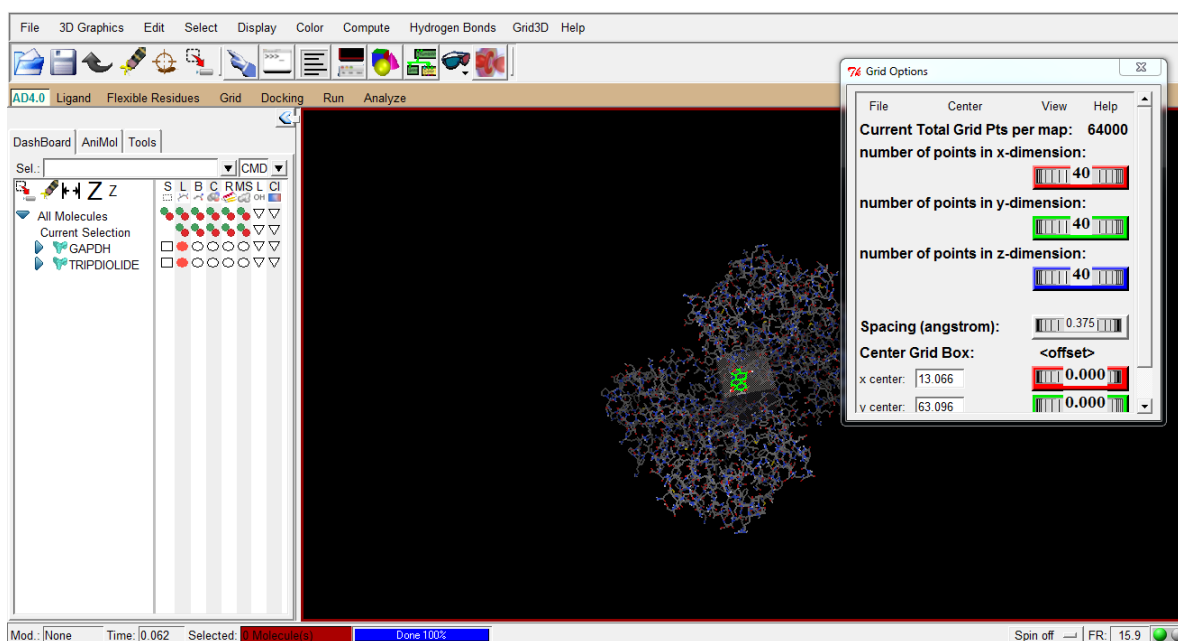 File 3D Graphics Edit Select Display Color Compute Hydrogen Bonds Grid3D Help
AD4.0 Ligand Flexible Residues Grid Docking Run Analyze
DashBoard AniMol Tools
Sel.: CMD
Z Z S L B C R MS L Cl
OH
All Molecules
Current Selection
GAPDH
TRIPDIOLIDE
Grid Options
File Center View Help
Current Total Grid Pts per map: 64000
number of points in x-dimension:
40
number of points in y-dimension:
40
number of points in z-dimension:
40
Spacing (angstrom): 0.375
Center Grid Box: <offset>
x center: 13.066 0.000
y center: 63.096 0.000
Mod.: None Time: 0.062 Selected: 0 Molecule(s) Done 100% Spin off FR: 15.9